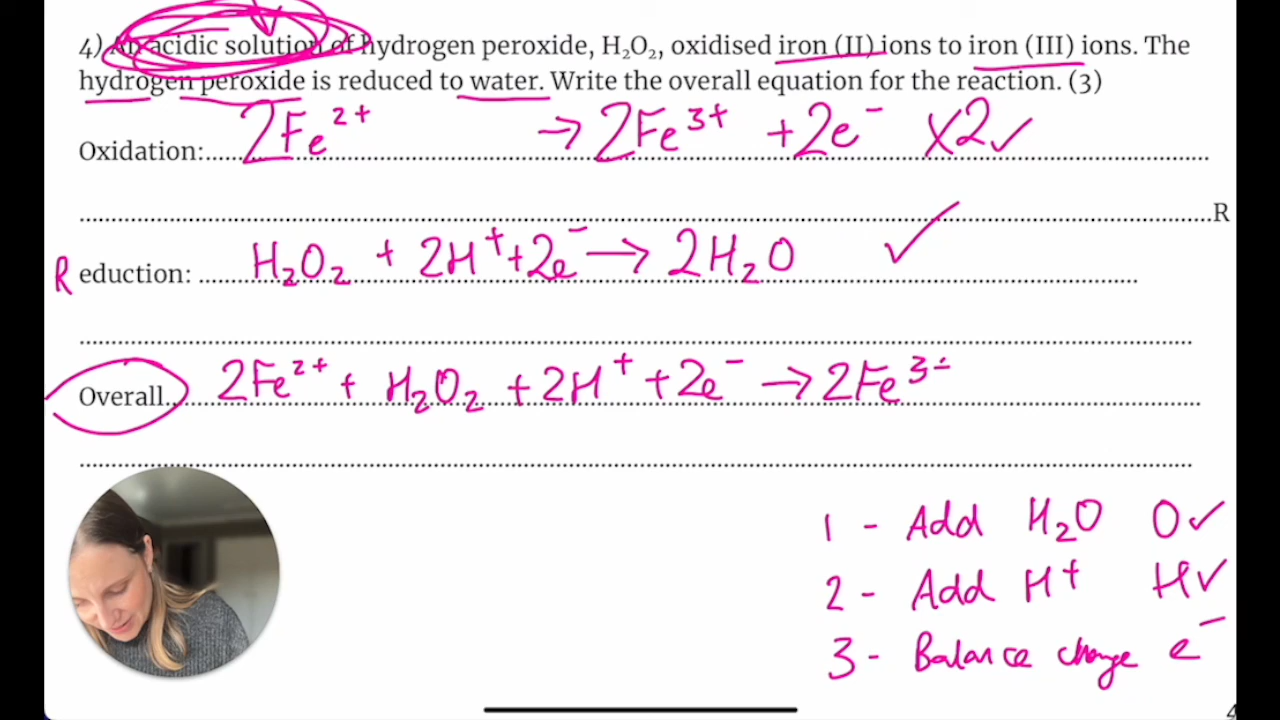 4) An acidic solution of hydrogen peroxide, H₂O₂, oxidised iron (II) ions to iron (III) ions. The
hydrogen peroxide is reduced to water. Write the overall equation for the reaction. (3)
Oxidation: 2Fe²⁺ → 2Fe³⁺ + 2e⁻ X2✓
R
Reduction: H₂O₂ + 2H⁺ + 2e⁻ → 2H₂O ✓
Overall 2Fe²⁺ + H₂O₂ + 2H⁺ + 2e⁻ → 2Fe³⁺
1 - Add H₂O O✓
2 - Add H⁺ H✓
3 - Balance change e⁻
4